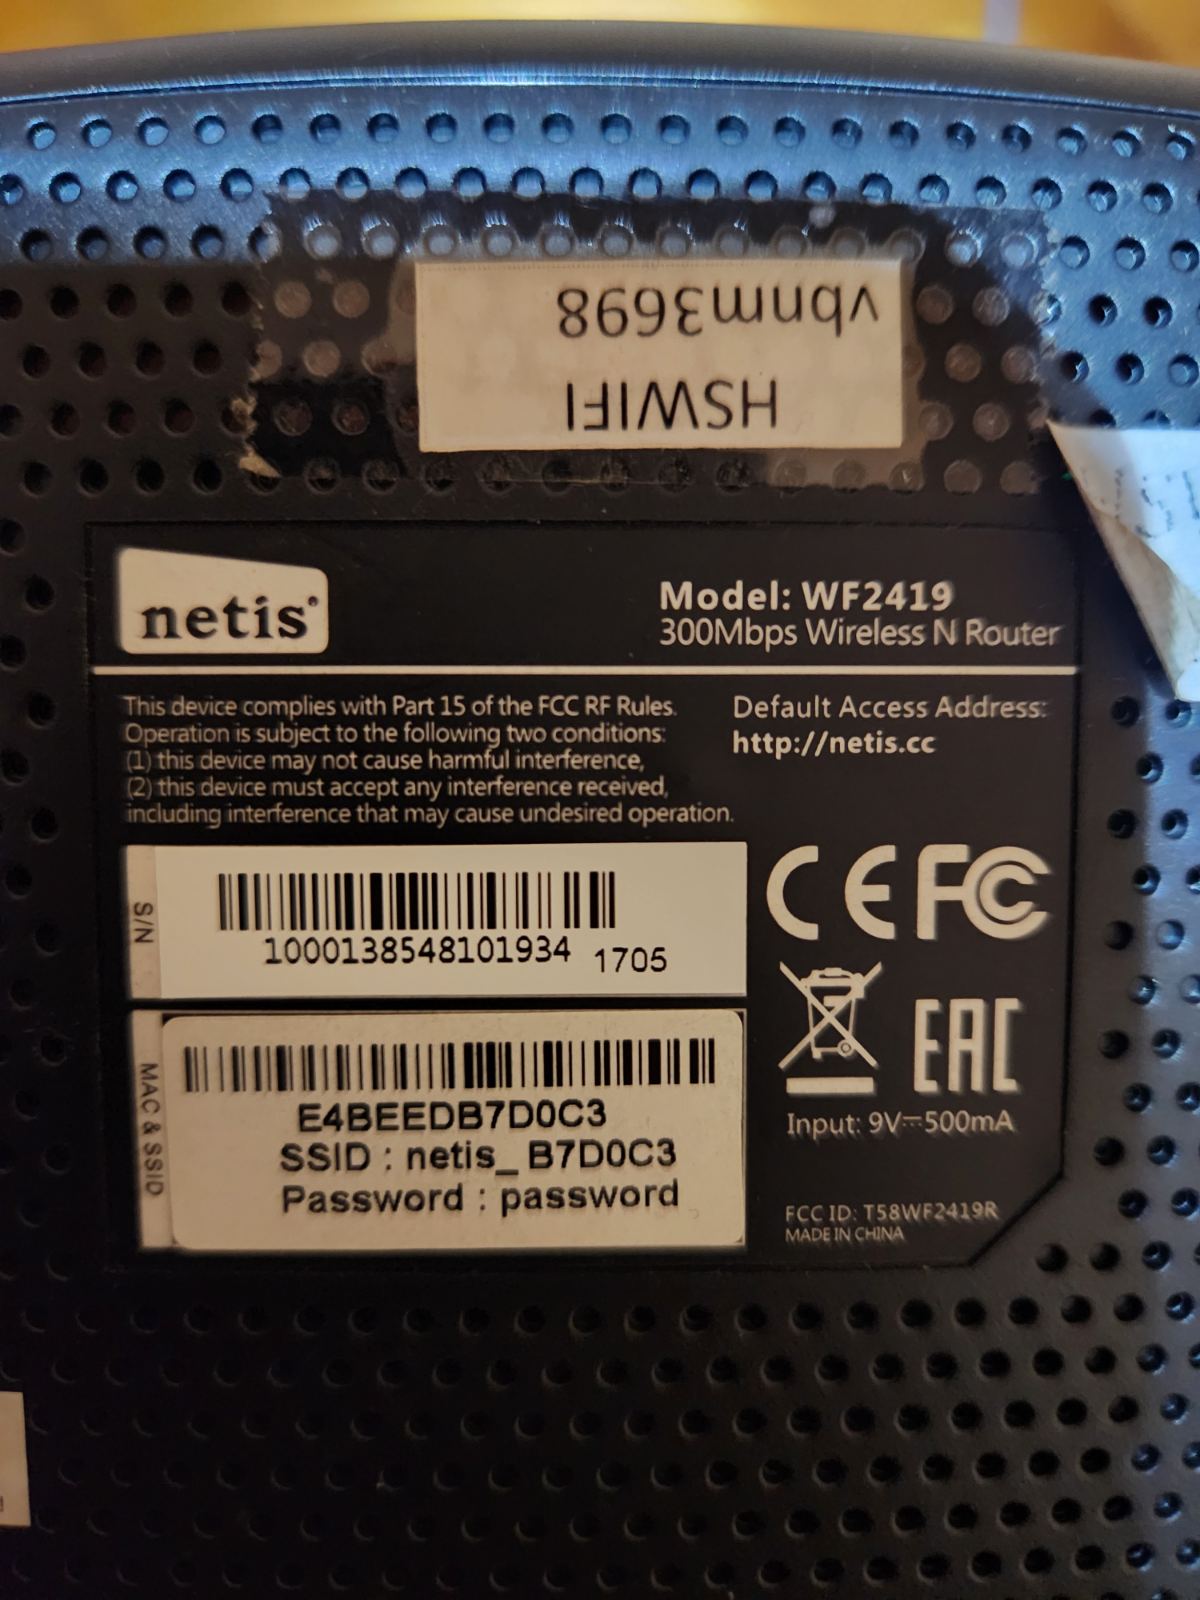 HSWIFI
vbnm3698
netis
Model: WF2419
300Mbps Wireless N Router
This device complies with Part 15 of the FCC RF Rules.
Operation is subject to the following two conditions:
(1) this device may not cause harmful interference,
(2) this device must accept any interference received,
including interference that may cause undesired operation.
Default Access Address:
http://netis.cc
S/N
1000138548101934 1705
CE FC
EAC
MAC & SSID
E4BEEDB7D0C3
SSID : netis_ B7D0C3
Password : password
Input: 9V⎓500mA
FCC ID: T58WF2419R
MADE IN CHINA